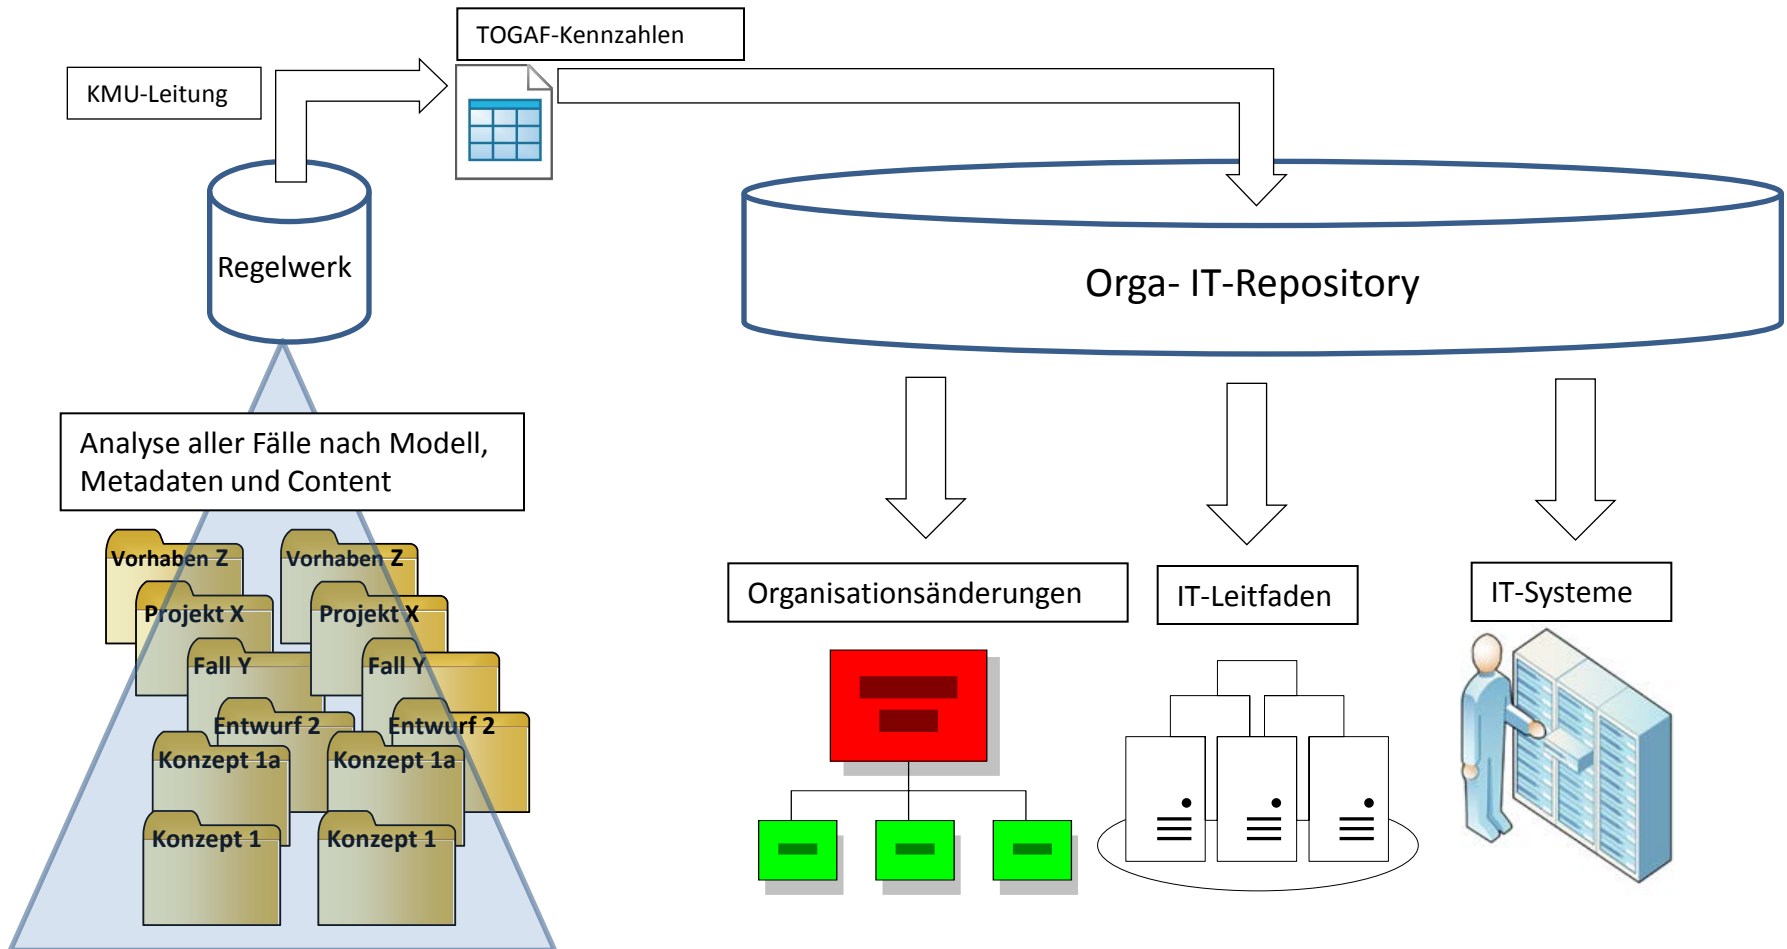 TOGAF-Kennzahlen
KMU-Leitung
Regelwerk
Orga- IT-Repository
Analyse aller Fälle nach Modell,
Metadaten und Content
Vorhaben Z
Vorhaben Z
Projekt X
Projekt X
Fall Y
Fall Y
Entwurf 2
Entwurf 2
Konzept 1a
Konzept 1a
Konzept 1
Konzept 1
Organisationsänderungen
IT-Leitfaden
IT-Systeme